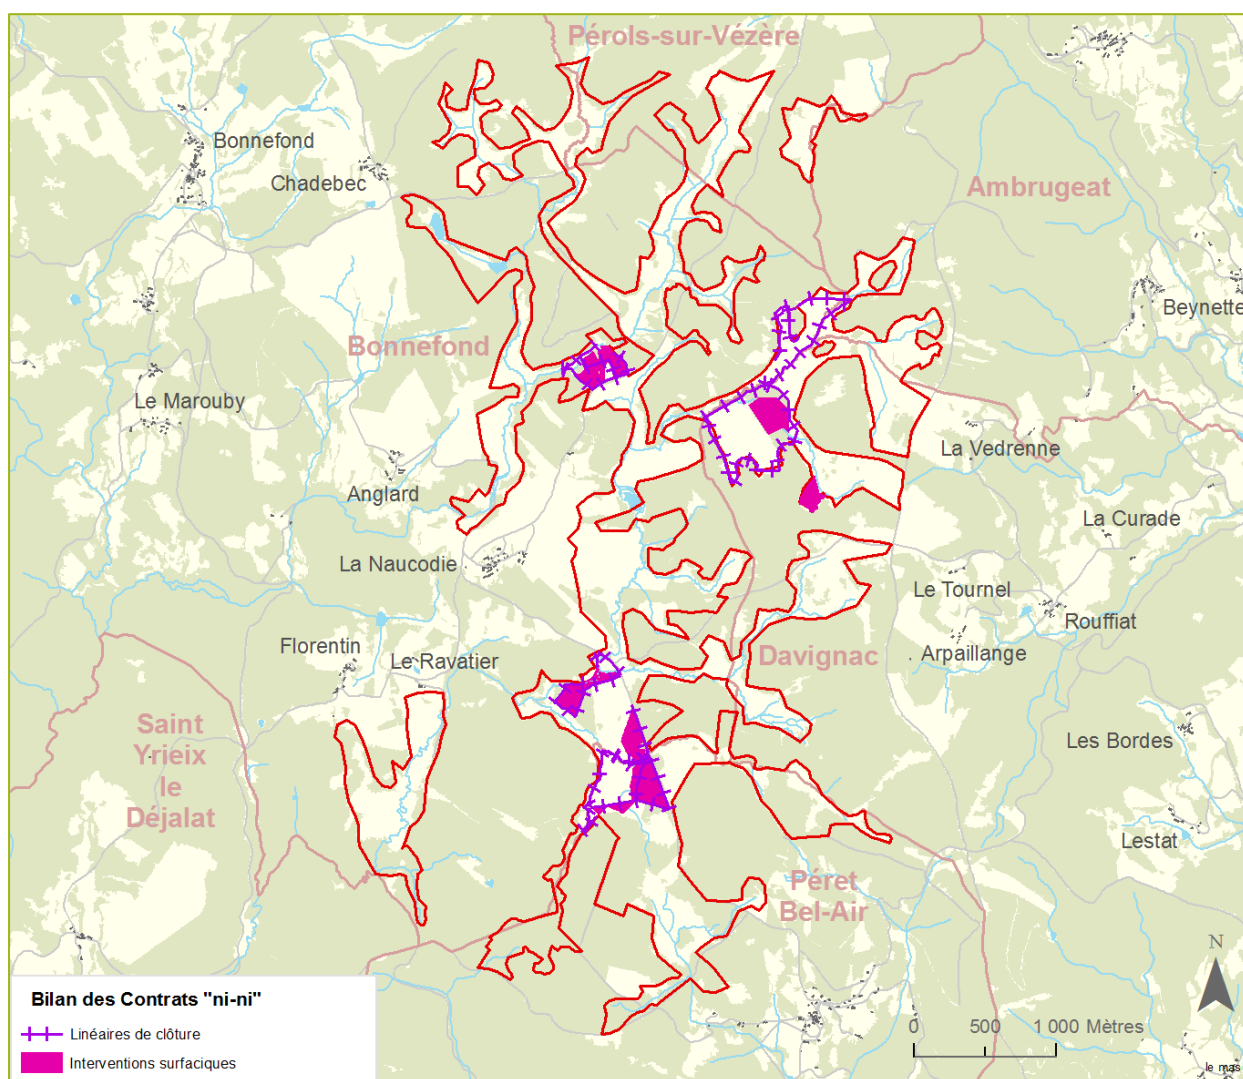 Pérols-sur-Vézère
Bonnefond
Chadebec
Ambrugeat
Beynette
Bonnefond
Le Marouby
La Vedrenne
Anglard
La Curade
La Naucodie
Le Tournel
Rouffiat
Florentin
Le Ravatier
Davignac
Arpaillange
Saint
Yrieix
le
Déjalat
Les Bordes
Lestat
Péret
Bel-Air
N
0 500 1 000 Mètres
le mas
Bilan des Contrats "ni-ni"
Linéaires de clôture
Interventions surfaciques